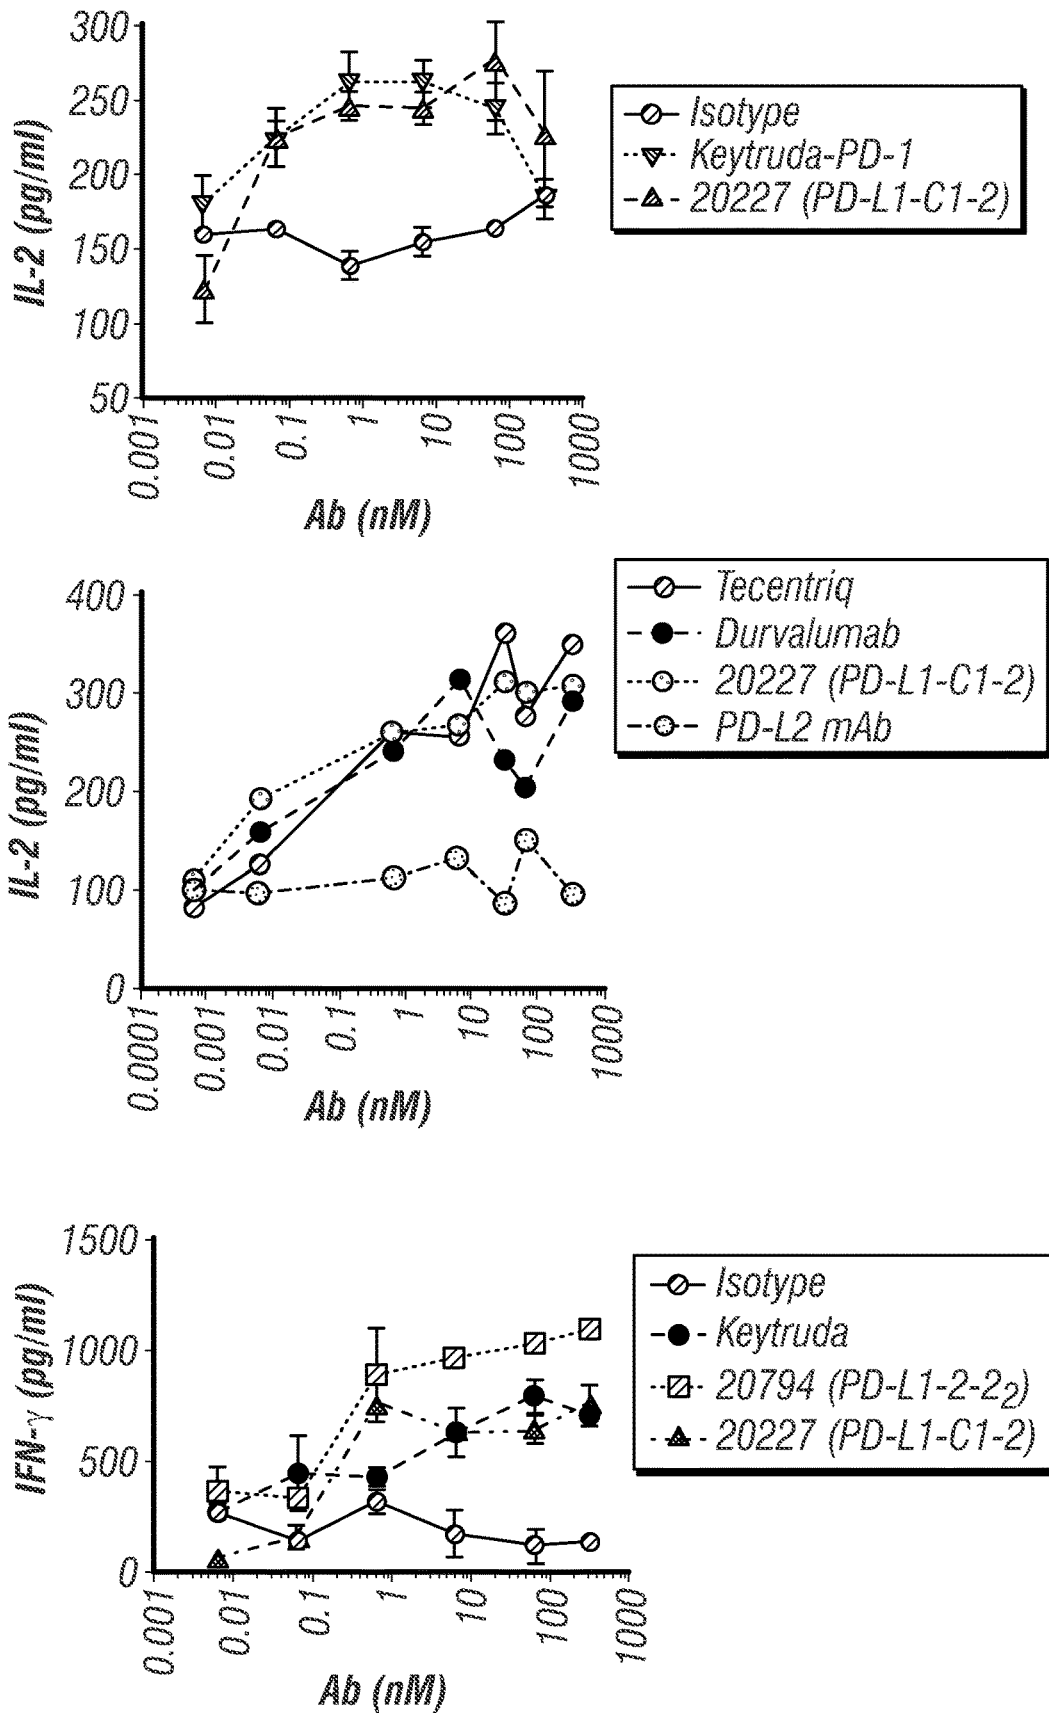 300
250
200
150
100
50
IL-2 (pg/ml)
0.001
0.01
0.1
1
10
100
1000
Ab (nM)
Isotype
Keytruda-PD-1
20227 (PD-L1-C1-2)
400
300
200
100
0
IL-2 (pg/ml)
0.0001
0.001
0.01
0.1
1
10
100
1000
Ab (nM)
Tecentriq
Durvalumab
20227 (PD-L1-C1-2)
PD-L2 mAb
1500
1000
500
0
IFN-γ (pg/ml)
0.001
0.01
0.1
1
10
100
1000
Ab (nM)
Isotype
Keytruda
20794 (PD-L1-2-2₂)
20227 (PD-L1-C1-2)